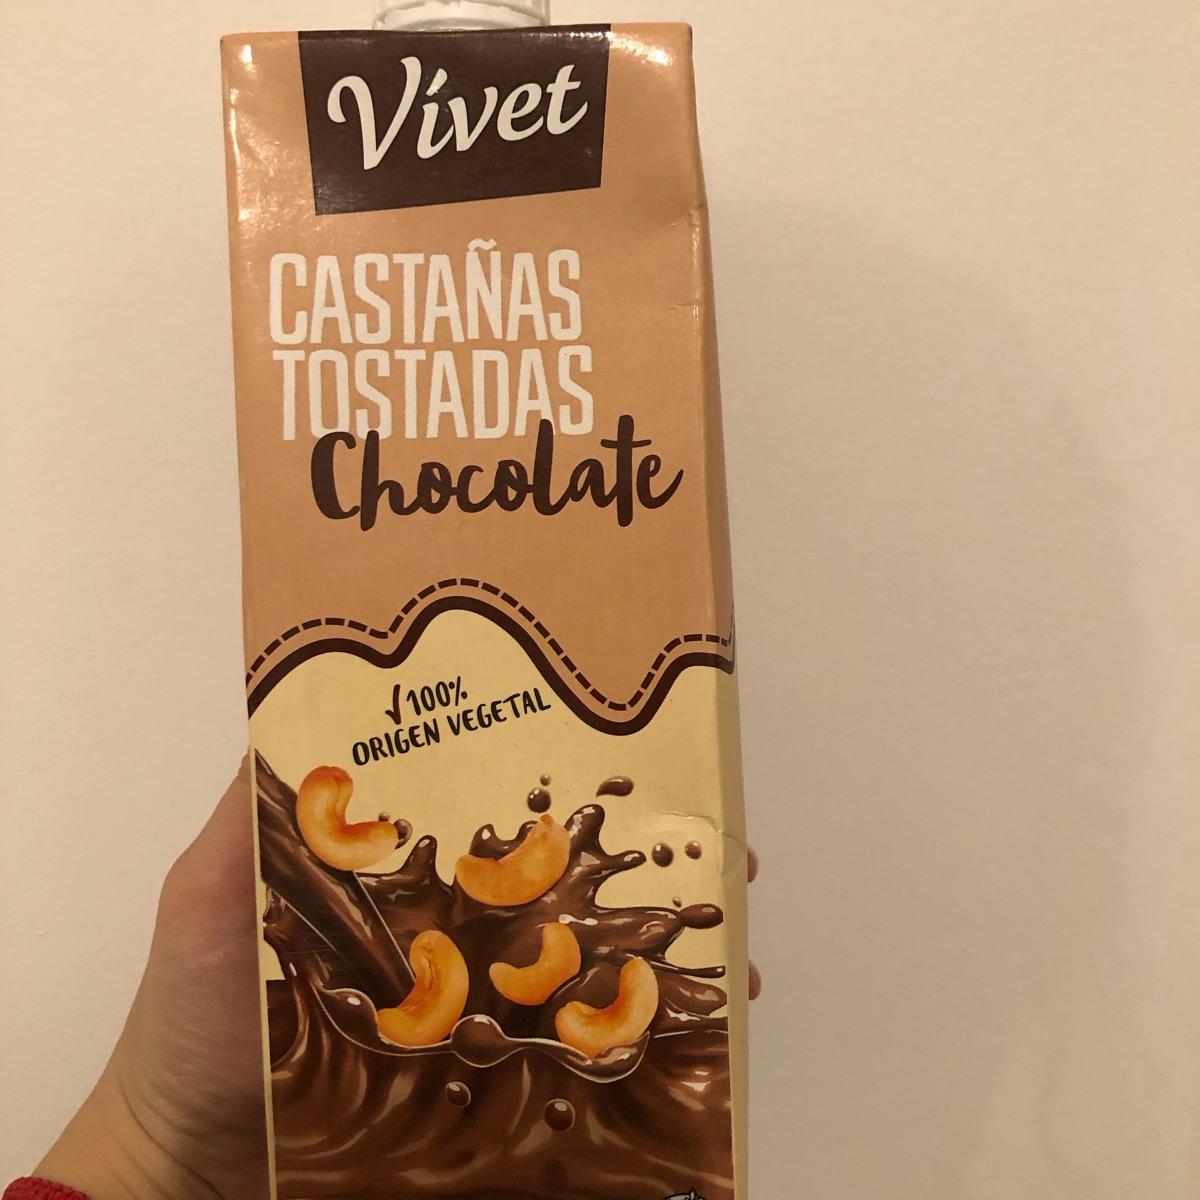 Vívet
CASTAÑAS
TOSTADAS
Chocolate
√100%
ORIGEN VEGETAL